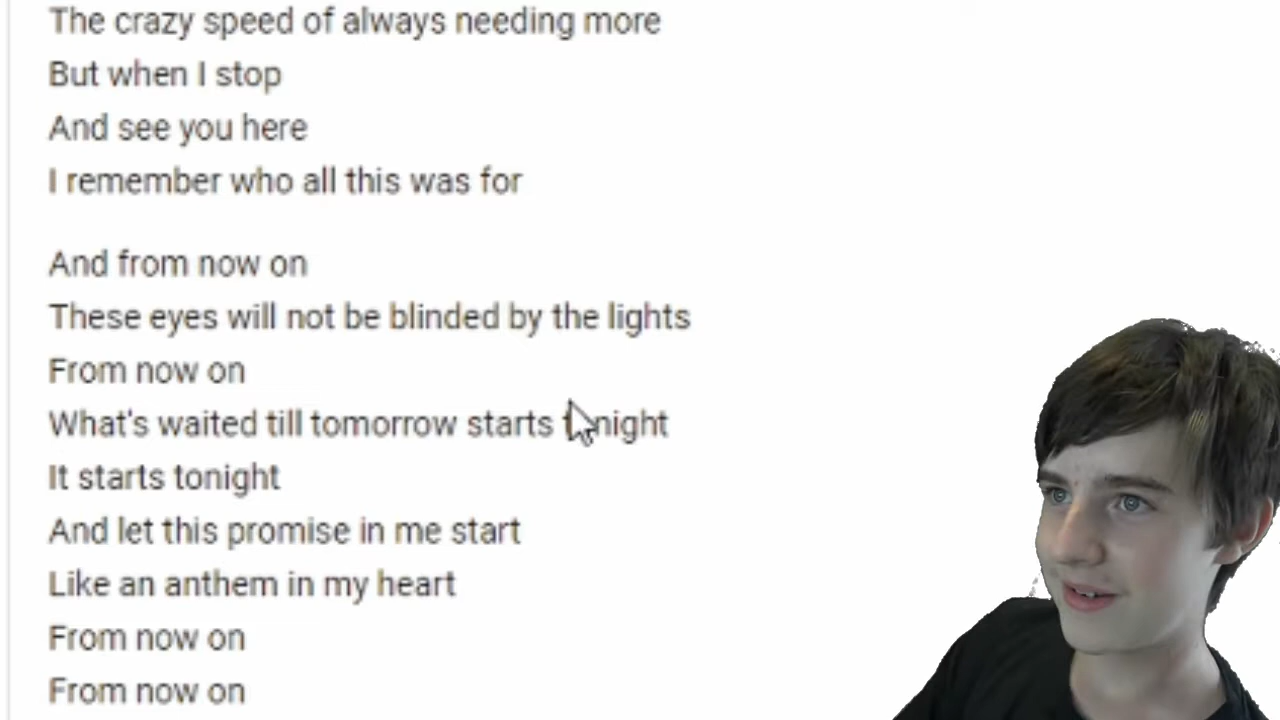 The crazy speed of always needing more
But when I stop
And see you here
I remember who all this was for
And from now on
These eyes will not be blinded by the lights
From now on
What's waited till tomorrow starts tonight
It starts tonight
And let this promise in me start
Like an anthem in my heart
From now on
From now on